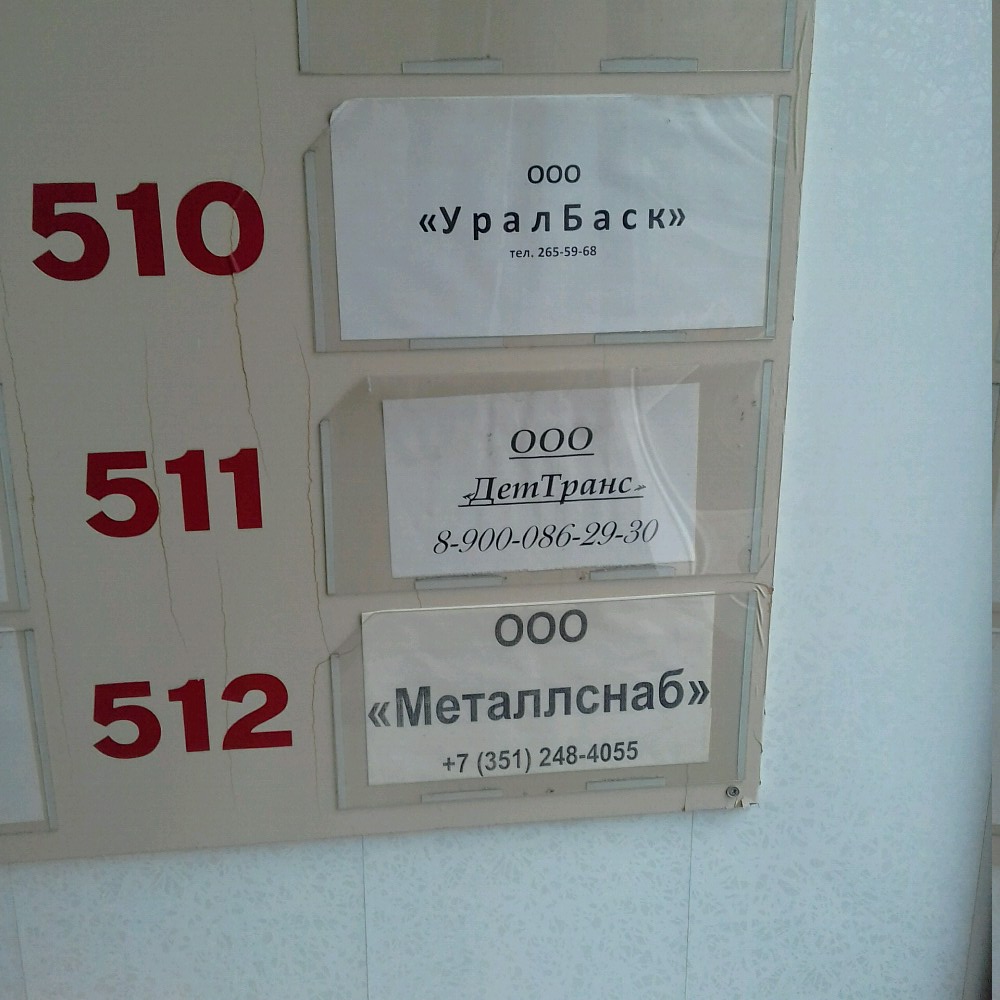 510
ООО
«УралБаск»
тел. 265-59-68
511
ООО
«ДетТранс»
8-900-086-29-30
512
ООО
«Металлснаб»
+7 (351) 248-4055